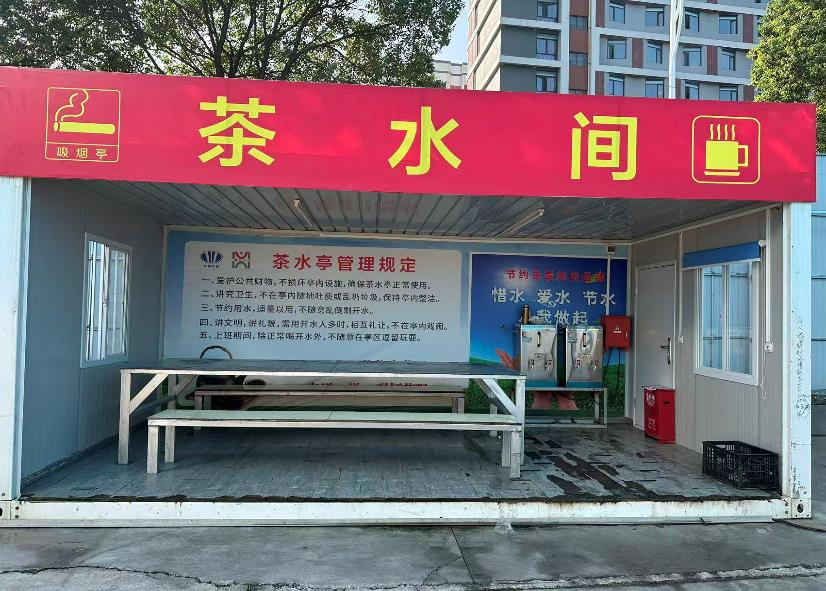 吸烟亭
茶水间
茶水亭管理规定
一、爱护公共财物,不损坏亭内设施,确保茶水亭正常使用。
二、讲究卫生,不在亭内随地吐痰或乱扔垃圾,保持亭内整洁。
三、节约用水,适量以用,不随意乱倒剩开水。
四、讲文明,讲礼貌,需用开水人多时,相互礼让,不在亭内戏闹。
五、上班期间,除正常喝开水外,不随意在亭区逗留玩耍。
惜水 爱水 节水
我做起